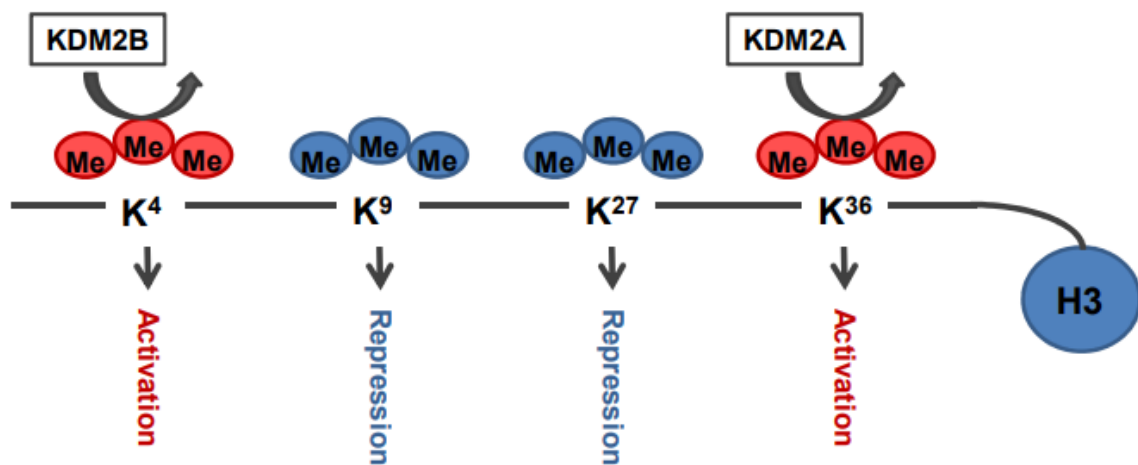 KDM2B
KDM2A
Me Me Me
Me Me Me
Me Me Me
Me Me Me
K⁴
K⁹
K²⁷
K³⁶
H3
Activation
Repression
Repression
Activation